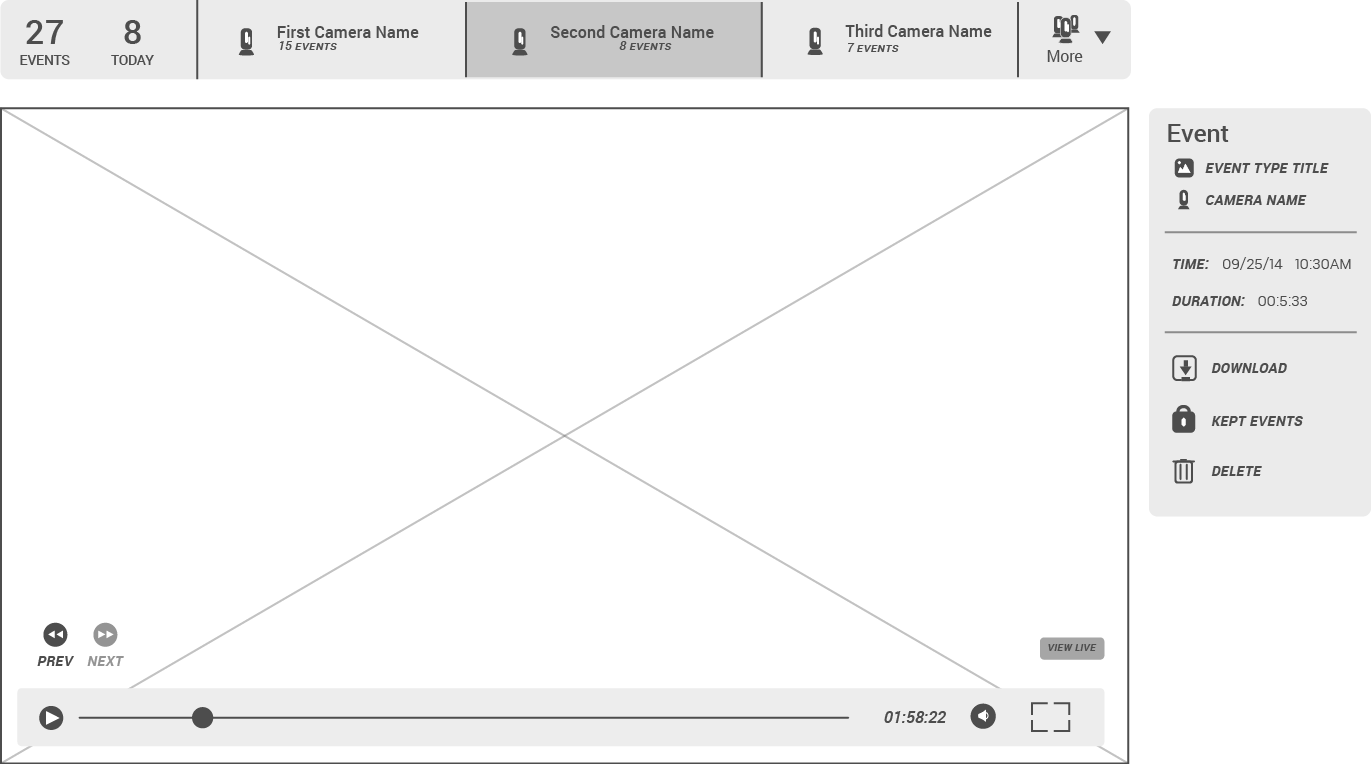 27
EVENTS
8
TODAY
First Camera Name
15 EVENTS
Second Camera Name
8 EVENTS
Third Camera Name
7 EVENTS
More
Event
EVENT TYPE TITLE
CAMERA NAME
TIME: 09/25/14 10:30AM
DURATION: 00:5:33
DOWNLOAD
KEPT EVENTS
DELETE
PREV NEXT
VIEW LIVE
01:58:22